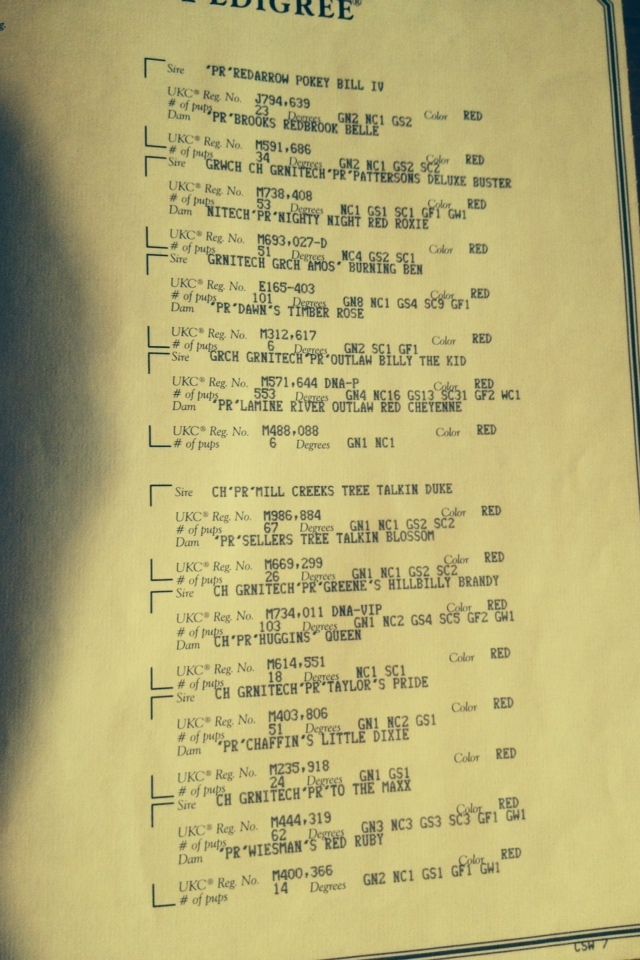 PEDIGREE®
Sire 'PR'REDARROW POKEY BILL IV
UKC® Reg. No. J794,639 Color RED
# of pups 23 Degrees GN2 NC1 GS2
Dam 'PR'BROOKS REDBROOK BELLE
UKC® Reg. No. M591,686 Color RED
# of pups 34 Degrees GN2 NC1 GS2 SC2
Sire GRWCH CH GRNITECH'PR'PATTERSONS DELUXE BUSTER
UKC® Reg. No. M738,408 Color RED
# of pups 53 Degrees NC1 GS1 SC1 GF1 GW1
Dam NITECH'PR'NIGHTY NIGHT RED ROXIE
UKC® Reg. No. M693,027-D Color RED
# of pups 51 Degrees NC4 GS2 SC1
Sire GRNITECH GRCH AMOS' BURNING BEN
UKC® Reg. No. E165-403 Color RED
# of pups 101 Degrees GN8 NC1 GS4 SC9 GF1
Dam 'PR'DAWN'S TIMBER ROSE
UKC® Reg. No. M312,617 Color RED
# of pups 6 Degrees GN2 SC1 GF1
Sire GRCH GRNITECH'PR'OUTLAW BILLY THE KID
UKC® Reg. No. M571,644 DNA-P Color RED
# of pups 553 Degrees GN4 NC16 GS13 SC31 GF2 WC1
Dam 'PR'LAMINE RIVER OUTLAW RED CHEYENNE
UKC® Reg. No. M488,088 Color RED
# of pups 6 Degrees GN1 NC1
Sire CH'PR'MILL CREEKS TREE TALKIN DUKE
UKC® Reg. No. M986,884 Color RED
# of pups 67 Degrees GN1 NC1 GS2 SC2
Dam 'PR'SELLERS TREE TALKIN BLOSSOM
UKC® Reg. No. M669,299 Color RED
# of pups 26 Degrees GN1 NC1 GS2 SC2
Sire CH GRNITECH'PR'GREENE'S HILLBILLY BRANDY
UKC® Reg. No. M734,011 DNA-VIP Color RED
# of pups 103 Degrees GN1 NC2 GS4 SC5 GF2 GW1
Dam CH'PR'HUGGINS' QUEEN
UKC® Reg. No. M614,551 Color RED
# of pups 18 Degrees NC1 SC1
Sire CH GRNITECH'PR'TAYLOR'S PRIDE
UKC® Reg. No. M403,806 Color RED
# of pups 51 Degrees GN1 NC2 GS1
Dam 'PR'CHAFFIN'S LITTLE DIXIE
UKC® Reg. No. M235,918 Color RED
# of pups 24 Degrees GN1 GS1
Sire CH GRNITECH'PR'TO THE MAXX
UKC® Reg. No. M444,319 Color RED
# of pups 62 Degrees GN3 NC3 GS3 SC3 GF1 GW1
Dam 'PR'WIESMAN'S RED RUBY
UKC® Reg. No. M400,366 Color RED
# of pups 14 Degrees GN2 NC1 GS1 GF1 GW1
CSW 7